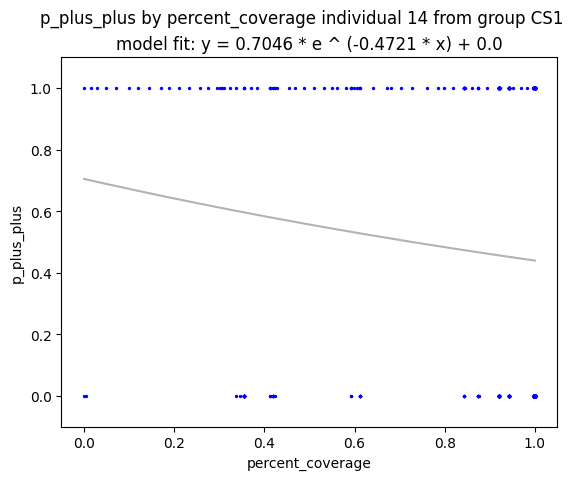 p_plus_plus by percent_coverage individual 14 from group CS1
model fit: y = 0.7046 * e ^ (-0.4721 * x) + 0.0
1.0
0.8
0.6
0.4
0.2
0.0
p_plus_plus
0.0 0.2 0.4 0.6 0.8 1.0
percent_coverage